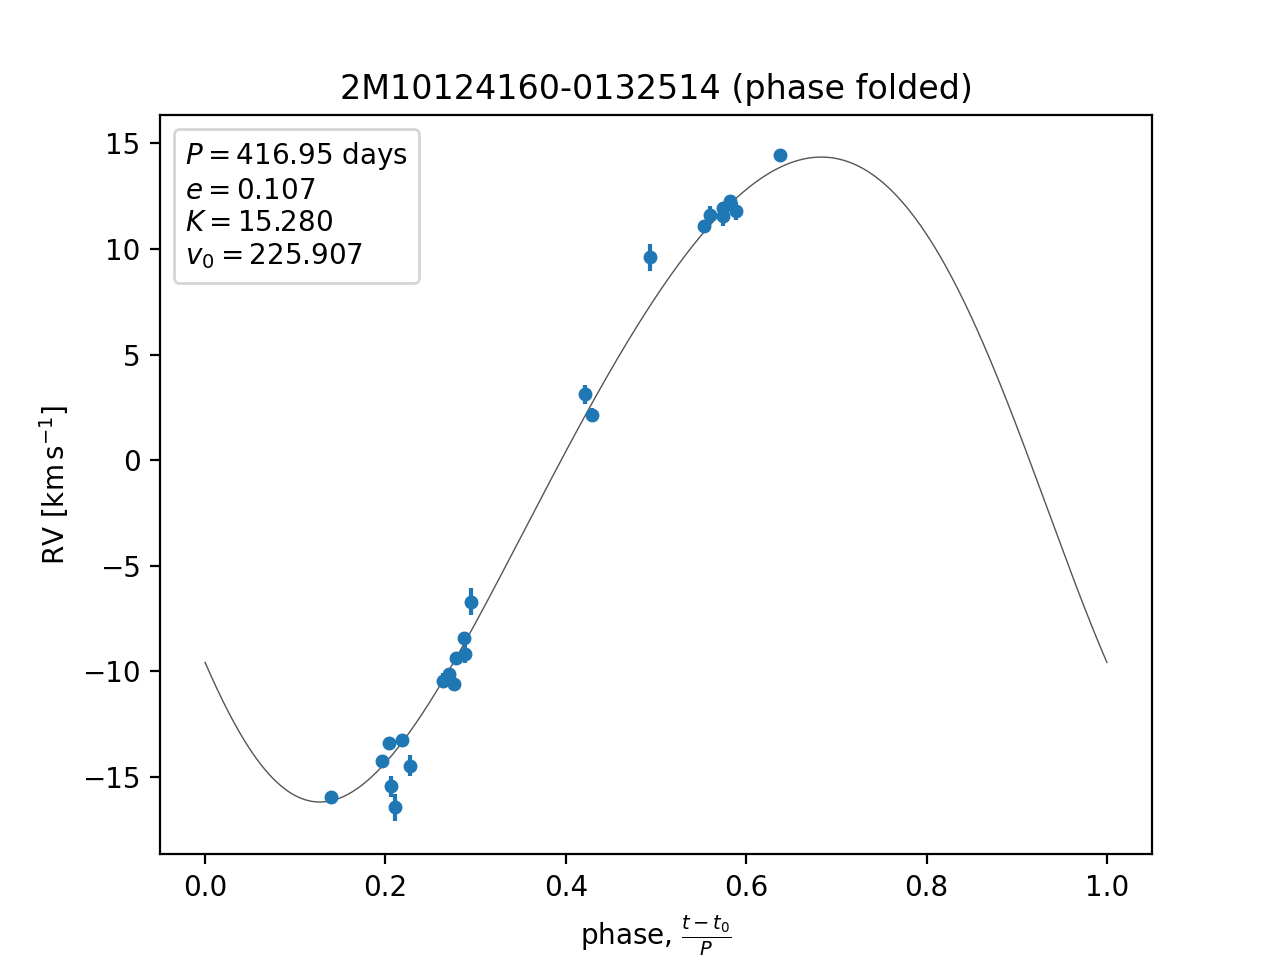 2M10124160-0132514 (phase folded)
P = 416.95 days
e = 0.107
K = 15.280
v₀ = 225.907
15
10
5
0
−5
−10
−15
RV [km s⁻¹]
0.0 0.2 0.4 0.6 0.8 1.0
phase, (t − t₀)/P